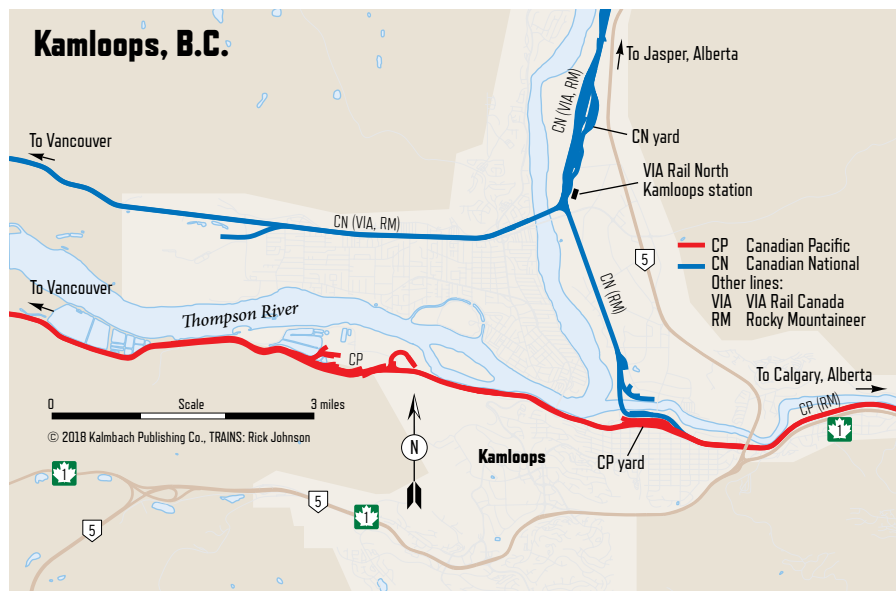 Kamloops, B.C.
To Jasper, Alberta
CN (VIA, RM)
CN yard
To Vancouver
VIA Rail North
Kamloops station
CN (VIA, RM)
5
CP Canadian Pacific
CN Canadian National
Other lines:
VIA VIA Rail Canada
RM Rocky Mountaineer
CN (RM)
To Vancouver
Thompson River
CP
To Calgary, Alberta
CP (RM)
1
0 Scale 3 miles
© 2018 Kalmbach Publishing Co., TRAINS: Rick Johnson
N
Kamloops
CP yard
1
5
5
1